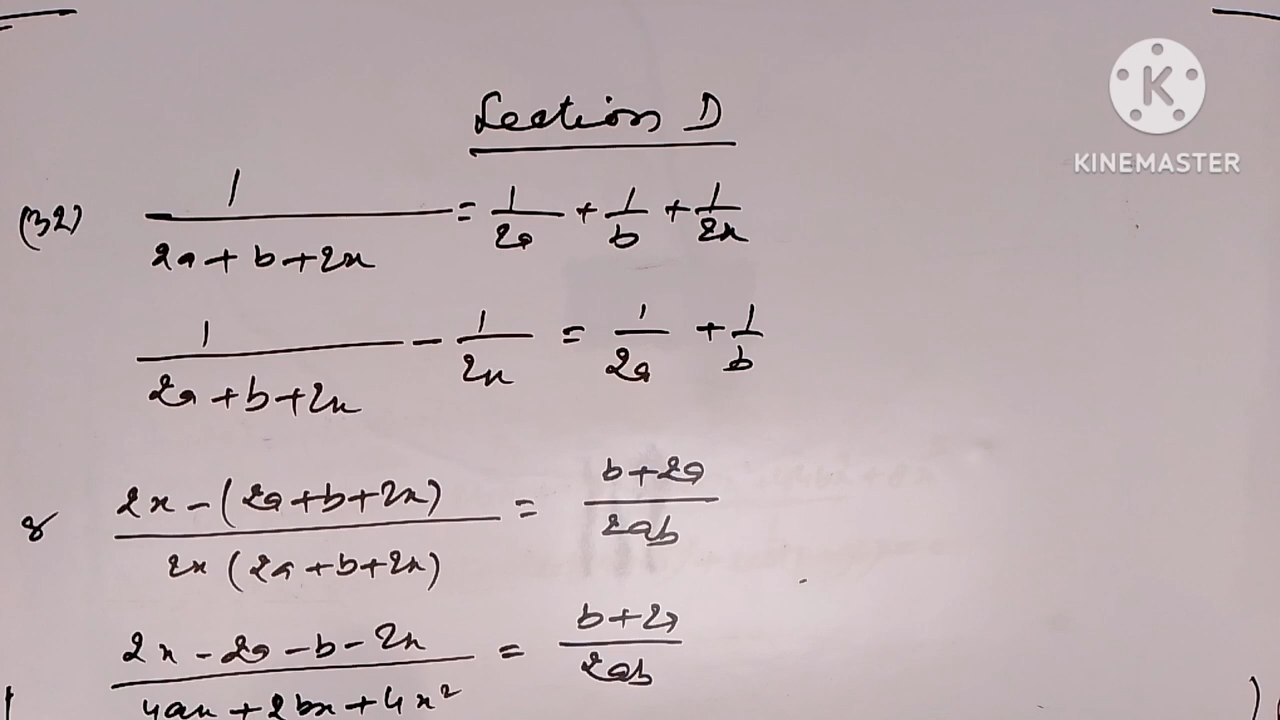 K
KINEMASTER
Section D
(32) 1/(2a+b+2x) = 1/2a + 1/b + 1/2x
1/(2a+b+2x) - 1/2x = 1/2a + 1/b
(2x-(2a+b+2x))/(2x(2a+b+2x)) = (b+2a)/2ab
(2x-2a-b-2x)/(4ax+2bx+4x²) = (b+2a)/2ab